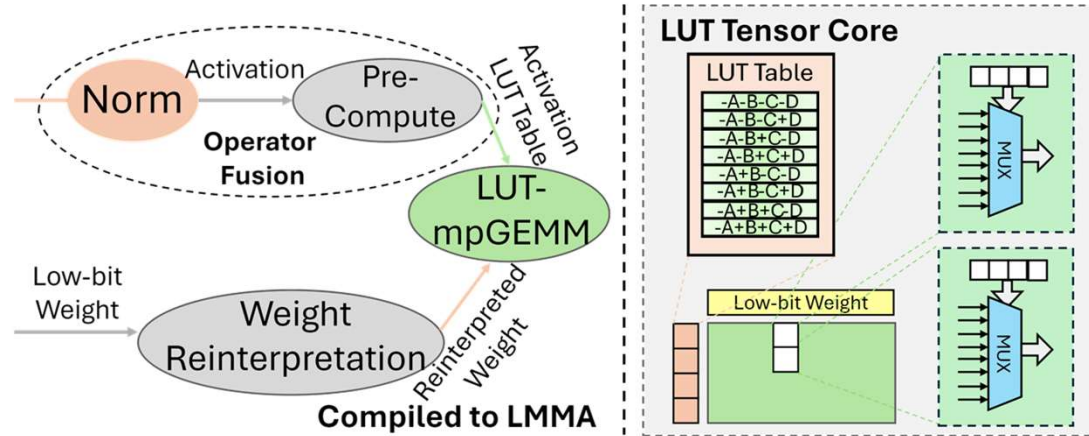 Norm
Activation
Pre-
Compute
Operator
Fusion
Activation
LUT Table
LUT-
mpGEMM
Low-bit
Weight
Weight
Reinterpretation
Reinterpreted
Weight
Compiled to LMMA
LUT Tensor Core
LUT Table
-A-B-C-D
-A-B-C+D
-A-B+C-D
-A-B+C+D
-A+B-C-D
-A+B-C+D
-A+B+C-D
-A+B+C+D
MUX
Low-bit Weight
MUX